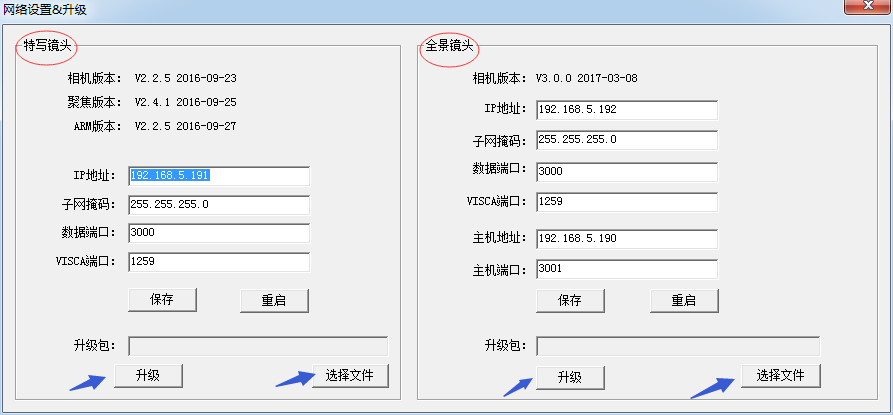 网络设置&升级
特写镜头
相机版本： V2.2.5 2016-09-23
聚焦版本： V2.4.1 2016-09-25
ARM版本： V2.2.5 2016-09-27
IP地址： 192.168.5.191
子网掩码： 255.255.255.0
数据端口： 3000
VISCA端口： 1259
保存 重启
升级包：
升级 选择文件
全景镜头
相机版本： V3.0.0 2017-03-08
IP地址： 192.168.5.192
子网掩码： 255.255.255.0
数据端口： 3000
VISCA端口： 1259
主机地址： 192.168.5.190
主机端口： 3001
保存 重启
升级包：
升级 选择文件